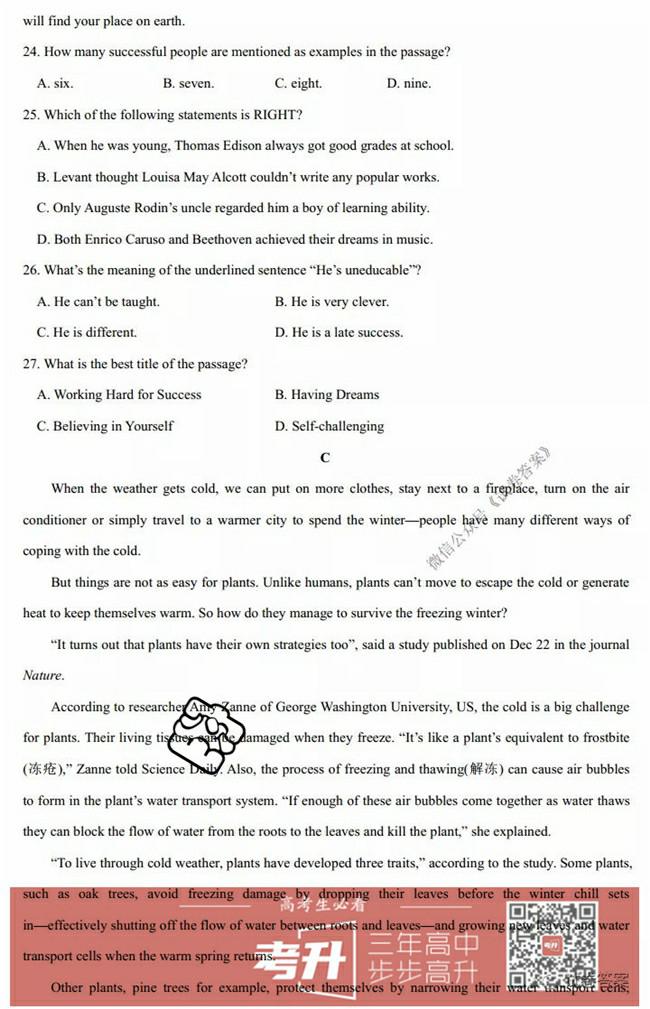 will find your place on earth.
24. How many successful people are mentioned as examples in the passage?
A. six. B. seven. C. eight. D. nine.
25. Which of the following statements is RIGHT?
A. When he was young, Thomas Edison always got good grades at school.
B. Levant thought Louisa May Alcott couldn't write any popular works.
C. Only Auguste Rodin's uncle regarded him a boy of learning ability.
D. Both Enrico Caruso and Beethoven achieved their dreams in music.
26. What's the meaning of the underlined sentence “He's uneducable”?
A. He can't be taught. B. He is very clever.
C. He is different. D. He is a late success.
27. What is the best title of the passage?
A. Working Hard for Success B. Having Dreams
C. Believing in Yourself D. Self-challenging
C
When the weather gets cold, we can put on more clothes, stay next to a fireplace, turn on the air
conditioner or simply travel to a warmer city to spend the winter—people have many different ways of
coping with the cold.
But things are not as easy for plants. Unlike humans, plants can't move to escape the cold or generate
heat to keep themselves warm. So how do they manage to survive the freezing winter?
“It turns out that plants have their own strategies too”, said a study published on Dec 22 in the journal
Nature.
According to researcher Amy Zanne of George Washington University, US, the cold is a big challenge
for plants. Their living tissues can be damaged when they freeze. “It's like a plant's equivalent to frostbite
(冻疮),” Zanne told Science Daily. Also, the process of freezing and thawing(解冻) can cause air bubbles
to form in the plant's water transport system. “If enough of these air bubbles come together as water thaws
they can block the flow of water from the roots to the leaves and kill the plant,” she explained.
“To live through cold weather, plants have developed three traits,” according to the study. Some plants,
such as oak trees, avoid freezing damage by dropping their leaves before the winter chill sets
in—effectively shutting off the flow of water between roots and leaves—and growing new leaves and water
transport cells when the warm spring returns.
Other plants, pine trees for example, protect themselves by narrowing their water transport cells,
微信公众号《试卷答案》
高考生必看
考升
三年高中
步步高升